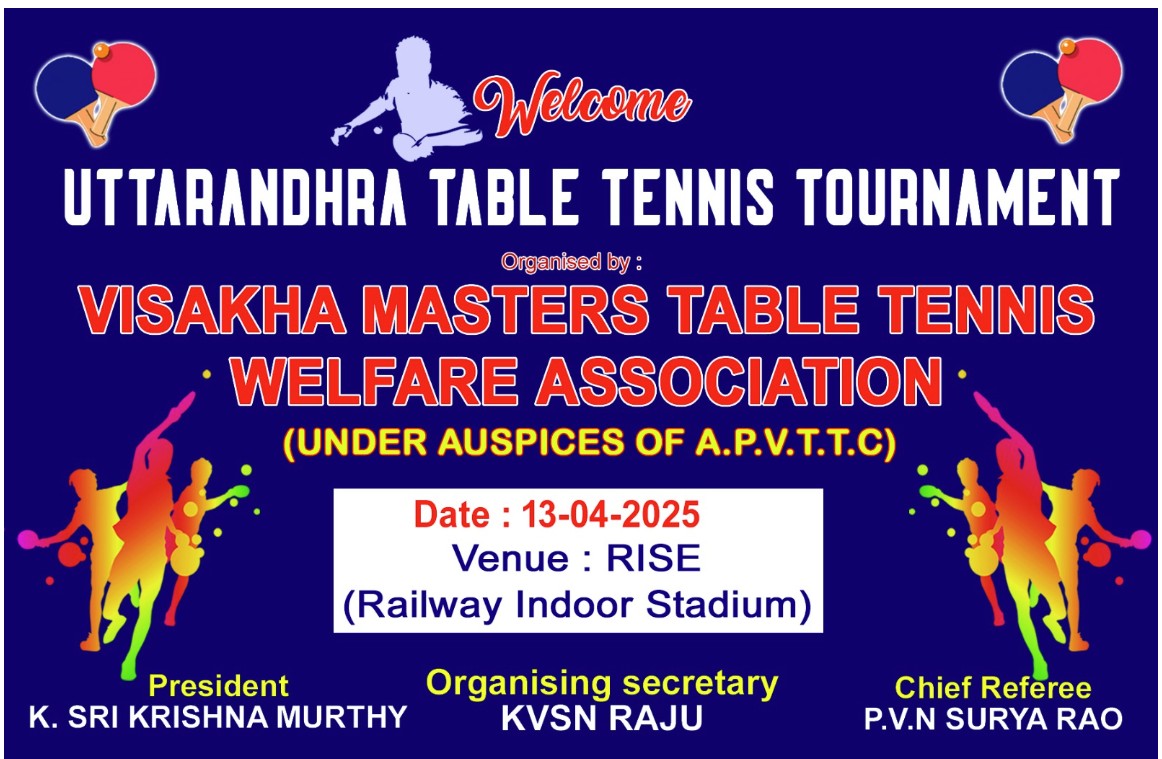 Welcome
UTTARANDHRA TABLE TENNIS TOURNAMENT
Organised by :
VISAKHA MASTERS TABLE TENNIS
WELFARE ASSOCIATION
(UNDER AUSPICES OF A.P.V.T.T.C)
Date : 13-04-2025
Venue : RISE
(Railway Indoor Stadium)
President
K. SRI KRISHNA MURTHY
Organising secretary
KVSN RAJU
Chief Referee
P.V.N SURYA RAO